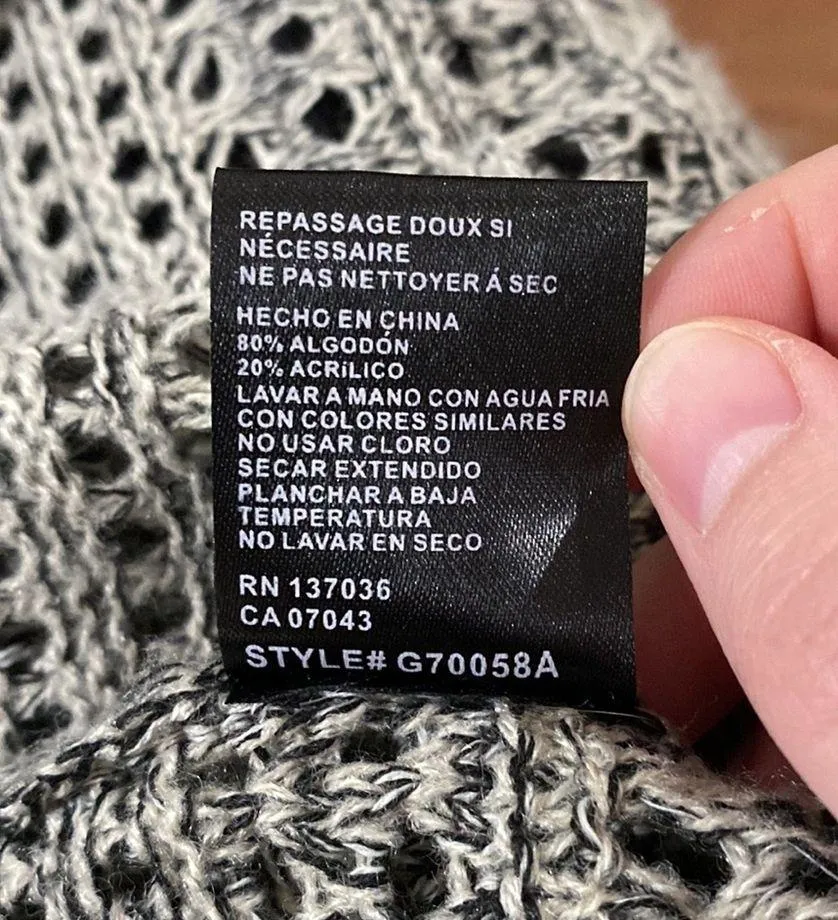 REPASSAGE DOUX SI
NÉCESSAIRE
NE PAS NETTOYER Á SEC
HECHO EN CHINA
80% ALGODÓN
20% ACRíLICO
LAVAR A MANO CON AGUA FRIA
CON COLORES SIMILARES
NO USAR CLORO
SECAR EXTENDIDO
PLANCHAR A BAJA
TEMPERATURA
NO LAVAR EN SECO
RN 137036
CA 07043
STYLE# G70058A